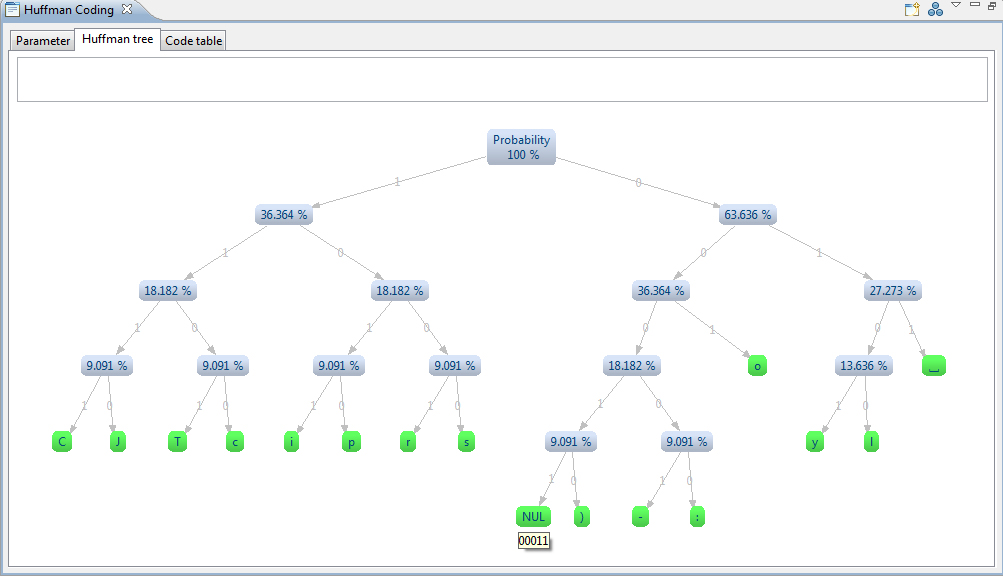 Huffman Coding
Parameter Huffman tree Code table
Probability
100 %
1 0
36.364 % 63.636 %
1 0 0 1
18.182 % 18.182 % 36.364 % 27.273 %
1 0 1 0 0 1 0 1
9.091 % 9.091 % 9.091 % 9.091 % 18.182 % o 13.636 % ␣
1 0 1 0 1 0 1 0 1 0 1 0
C J T c i p r s 9.091 % 9.091 % y l
1 0 1 0
NUL ) - :
00011